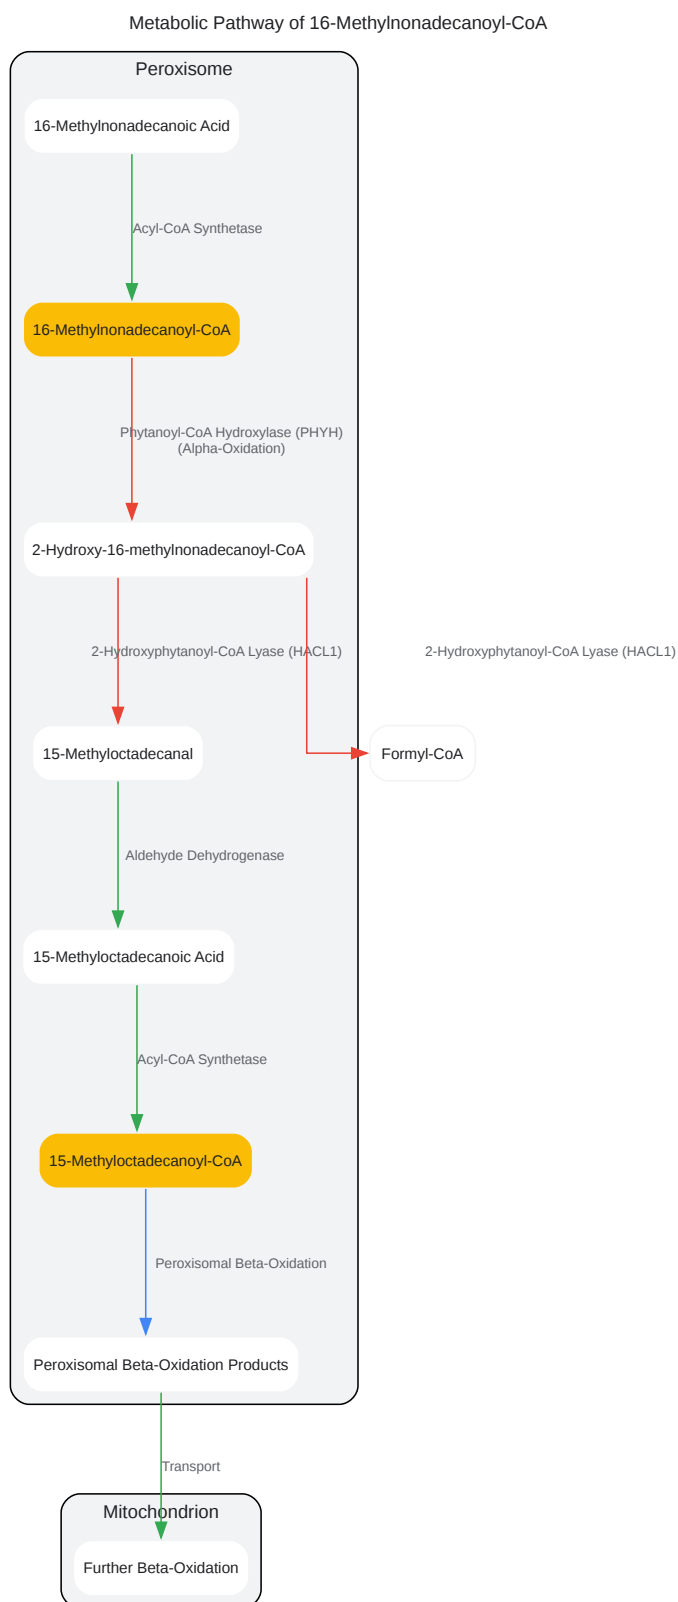 Metabolic Pathway of 16-Methylnonadecanoyl-CoA
Peroxisome
16-Methylnonadecanoic Acid
Acyl-CoA Synthetase
16-Methylnonadecanoyl-CoA
Phytanoyl-CoA Hydroxylase (PHYH)
(Alpha-Oxidation)
2-Hydroxy-16-methylnonadecanoyl-CoA
2-Hydroxyphytanoyl-CoA Lyase (HACL1)
2-Hydroxyphytanoyl-CoA Lyase (HACL1)
15-Methyloctadecanal
Formyl-CoA
Aldehyde Dehydrogenase
15-Methyloctadecanoic Acid
Acyl-CoA Synthetase
15-Methyloctadecanoyl-CoA
Peroxisomal Beta-Oxidation
Peroxisomal Beta-Oxidation Products
Transport
Mitochondrion
Further Beta-Oxidation